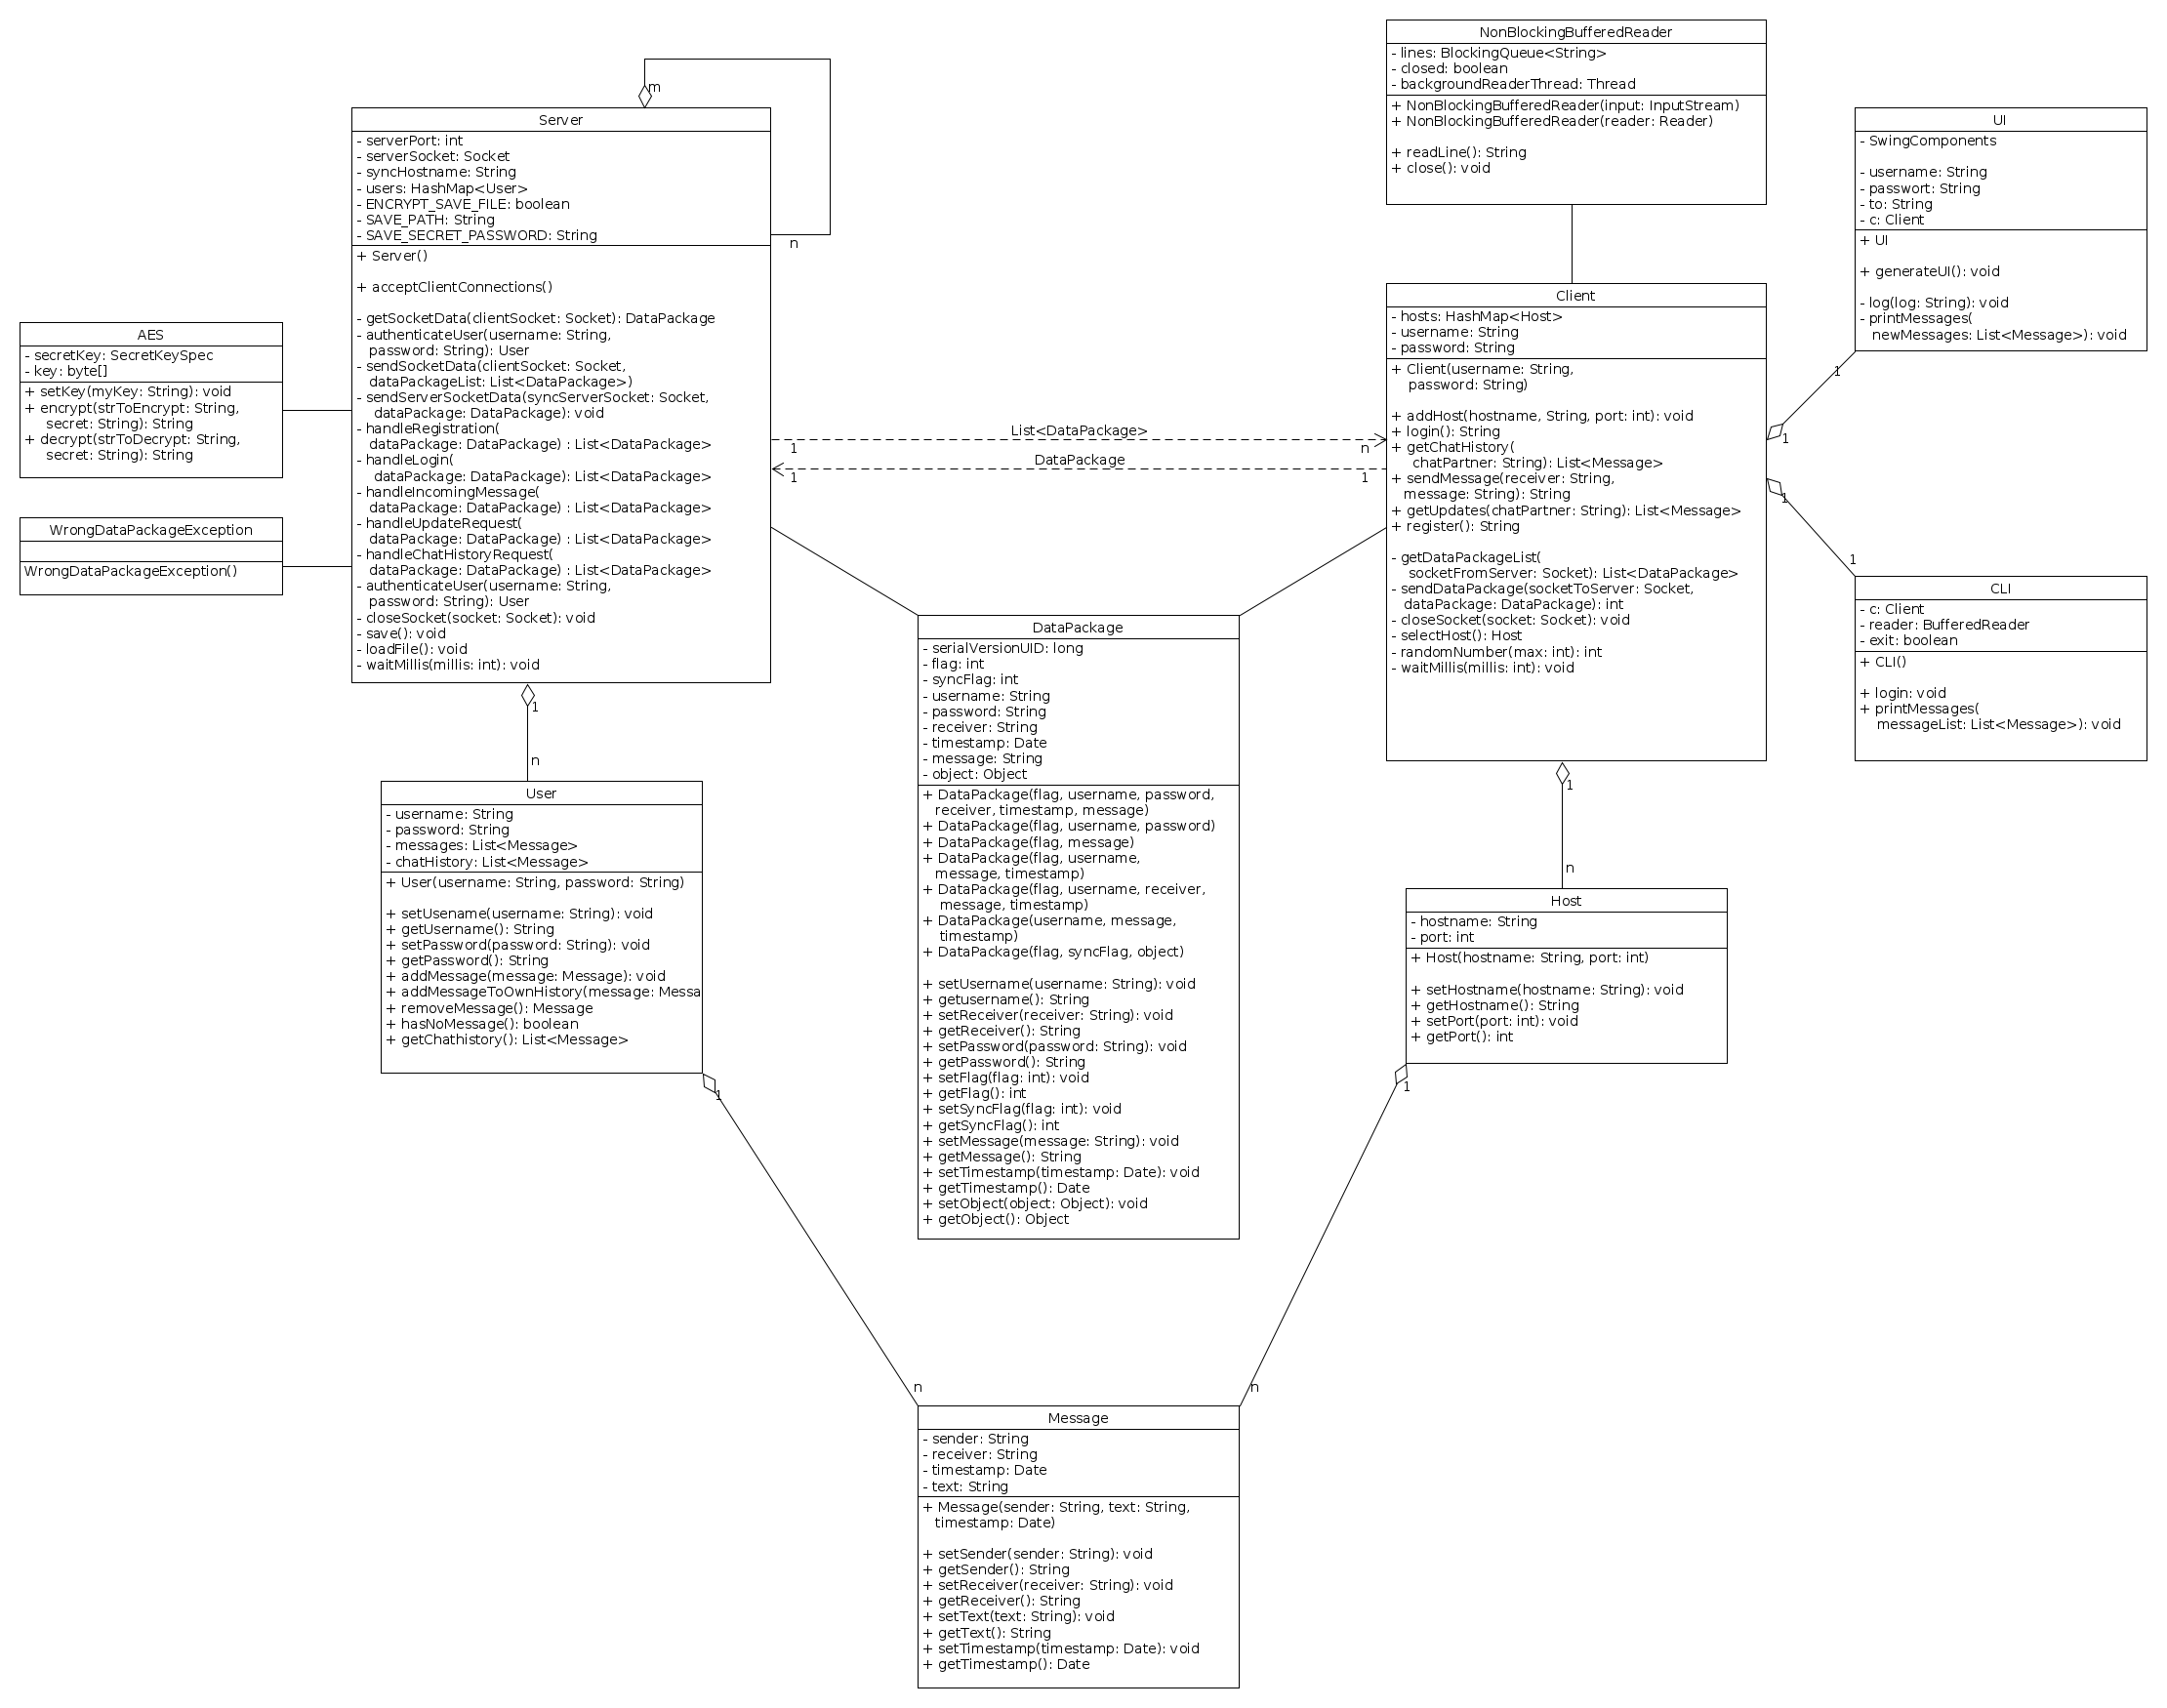 NonBlockingBufferedReader
- lines: BlockingQueue<String>
- closed: boolean
- backgroundReaderThread: Thread
+ NonBlockingBufferedReader(input: InputStream)
+ NonBlockingBufferedReader(reader: Reader)
+ readLine(): String
+ close(): void
m
n
Server
- serverPort: int
- serverSocket: Socket
- syncHostname: String
- users: HashMap<User>
- ENCRYPT_SAVE_FILE: boolean
- SAVE_PATH: String
- SAVE_SECRET_PASSWORD: String
+ Server()
+ acceptClientConnections()
- getSocketData(clientSocket: Socket): DataPackage
- authenticateUser(username: String,
password: String): User
- sendSocketData(clientSocket: Socket,
dataPackageList: List<DataPackage>)
- sendServerSocketData(syncServerSocket: Socket,
dataPackage: DataPackage): void
- handleRegistration(
dataPackage: DataPackage) : List<DataPackage>
- handleLogin(
dataPackage: DataPackage): List<DataPackage>
- handleIncomingMessage(
dataPackage: DataPackage) : List<DataPackage>
- handleUpdateRequest(
dataPackage: DataPackage) : List<DataPackage>
- handleChatHistoryRequest(
dataPackage: DataPackage) : List<DataPackage>
- authenticateUser(username: String,
password: String): User
- closeSocket(socket: Socket): void
- save(): void
- loadFile(): void
- waitMillis(millis: int): void
UI
- SwingComponents
- username: String
- passwort: String
- to: String
- c: Client
+ UI
+ generateUI(): void
- log(log: String): void
- printMessages(
newMessages: List<Message>): void
AES
- secretKey: SecretKeySpec
- key: byte[]
+ setKey(myKey: String): void
+ encrypt(strToEncrypt: String,
secret: String): String
+ decrypt(strToDecrypt: String,
secret: String): String
WrongDataPackageException
WrongDataPackageException()
Client
- hosts: HashMap<Host>
- username: String
- password: String
+ Client(username: String,
password: String)
+ addHost(hostname, String, port: int): void
+ login(): String
+ getChatHistory(
chatPartner: String): List<Message>
+ sendMessage(receiver: String,
message: String): String
+ getUpdates(chatPartner: String): List<Message>
+ register(): String
- getDataPackageList(
socketFromServer: Socket): List<DataPackage>
- sendDataPackage(socketToServer: Socket,
dataPackage: DataPackage): int
- closeSocket(socket: Socket): void
- selectHost(): Host
- randomNumber(max: int): int
- waitMillis(millis: int): void
List<DataPackage>
1
n
DataPackage
1
1
1
1
1
1
CLI
- c: Client
- reader: BufferedReader
- exit: boolean
+ CLI()
+ login: void
+ printMessages(
messageList: List<Message>): void
DataPackage
- serialVersionUID: long
- flag: int
- syncFlag: int
- username: String
- password: String
- receiver: String
- timestamp: Date
- message: String
- object: Object
+ DataPackage(flag, username, password,
receiver, timestamp, message)
+ DataPackage(flag, username, password)
+ DataPackage(flag, message)
+ DataPackage(flag, username,
message, timestamp)
+ DataPackage(flag, username, receiver,
message, timestamp)
+ DataPackage(username, message,
timestamp)
+ DataPackage(flag, syncFlag, object)
+ setUsername(username: String): void
+ getusername(): String
+ setReceiver(receiver: String): void
+ getReceiver(): String
+ setPassword(password: String): void
+ getPassword(): String
+ setFlag(flag: int): void
+ getFlag(): int
+ setSyncFlag(flag: int): void
+ getSyncFlag(): int
+ setMessage(message: String): void
+ getMessage(): String
+ setTimestamp(timestamp: Date): void
+ getTimestamp(): Date
+ setObject(object: Object): void
+ getObject(): Object
1
n
User
- username: String
- password: String
- messages: List<Message>
- chatHistory: List<Message>
+ User(username: String, password: String)
+ setUsename(username: String): void
+ getUsername(): String
+ setPassword(password: String): void
+ getPassword(): String
+ addMessage(message: Message): void
+ addMessageToOwnHistory(message: Messa
+ removeMessage(): Message
+ hasNoMessage(): boolean
+ getChathistory(): List<Message>
1
n
1
n
Host
- hostname: String
- port: int
+ Host(hostname: String, port: int)
+ setHostname(hostname: String): void
+ getHostname(): String
+ setPort(port: int): void
+ getPort(): int
1
n
Message
- sender: String
- receiver: String
- timestamp: Date
- text: String
+ Message(sender: String, text: String,
timestamp: Date)
+ setSender(sender: String): void
+ getSender(): String
+ setReceiver(receiver: String): void
+ getReceiver(): String
+ setText(text: String): void
+ getText(): String
+ setTimestamp(timestamp: Date): void
+ getTimestamp(): Date